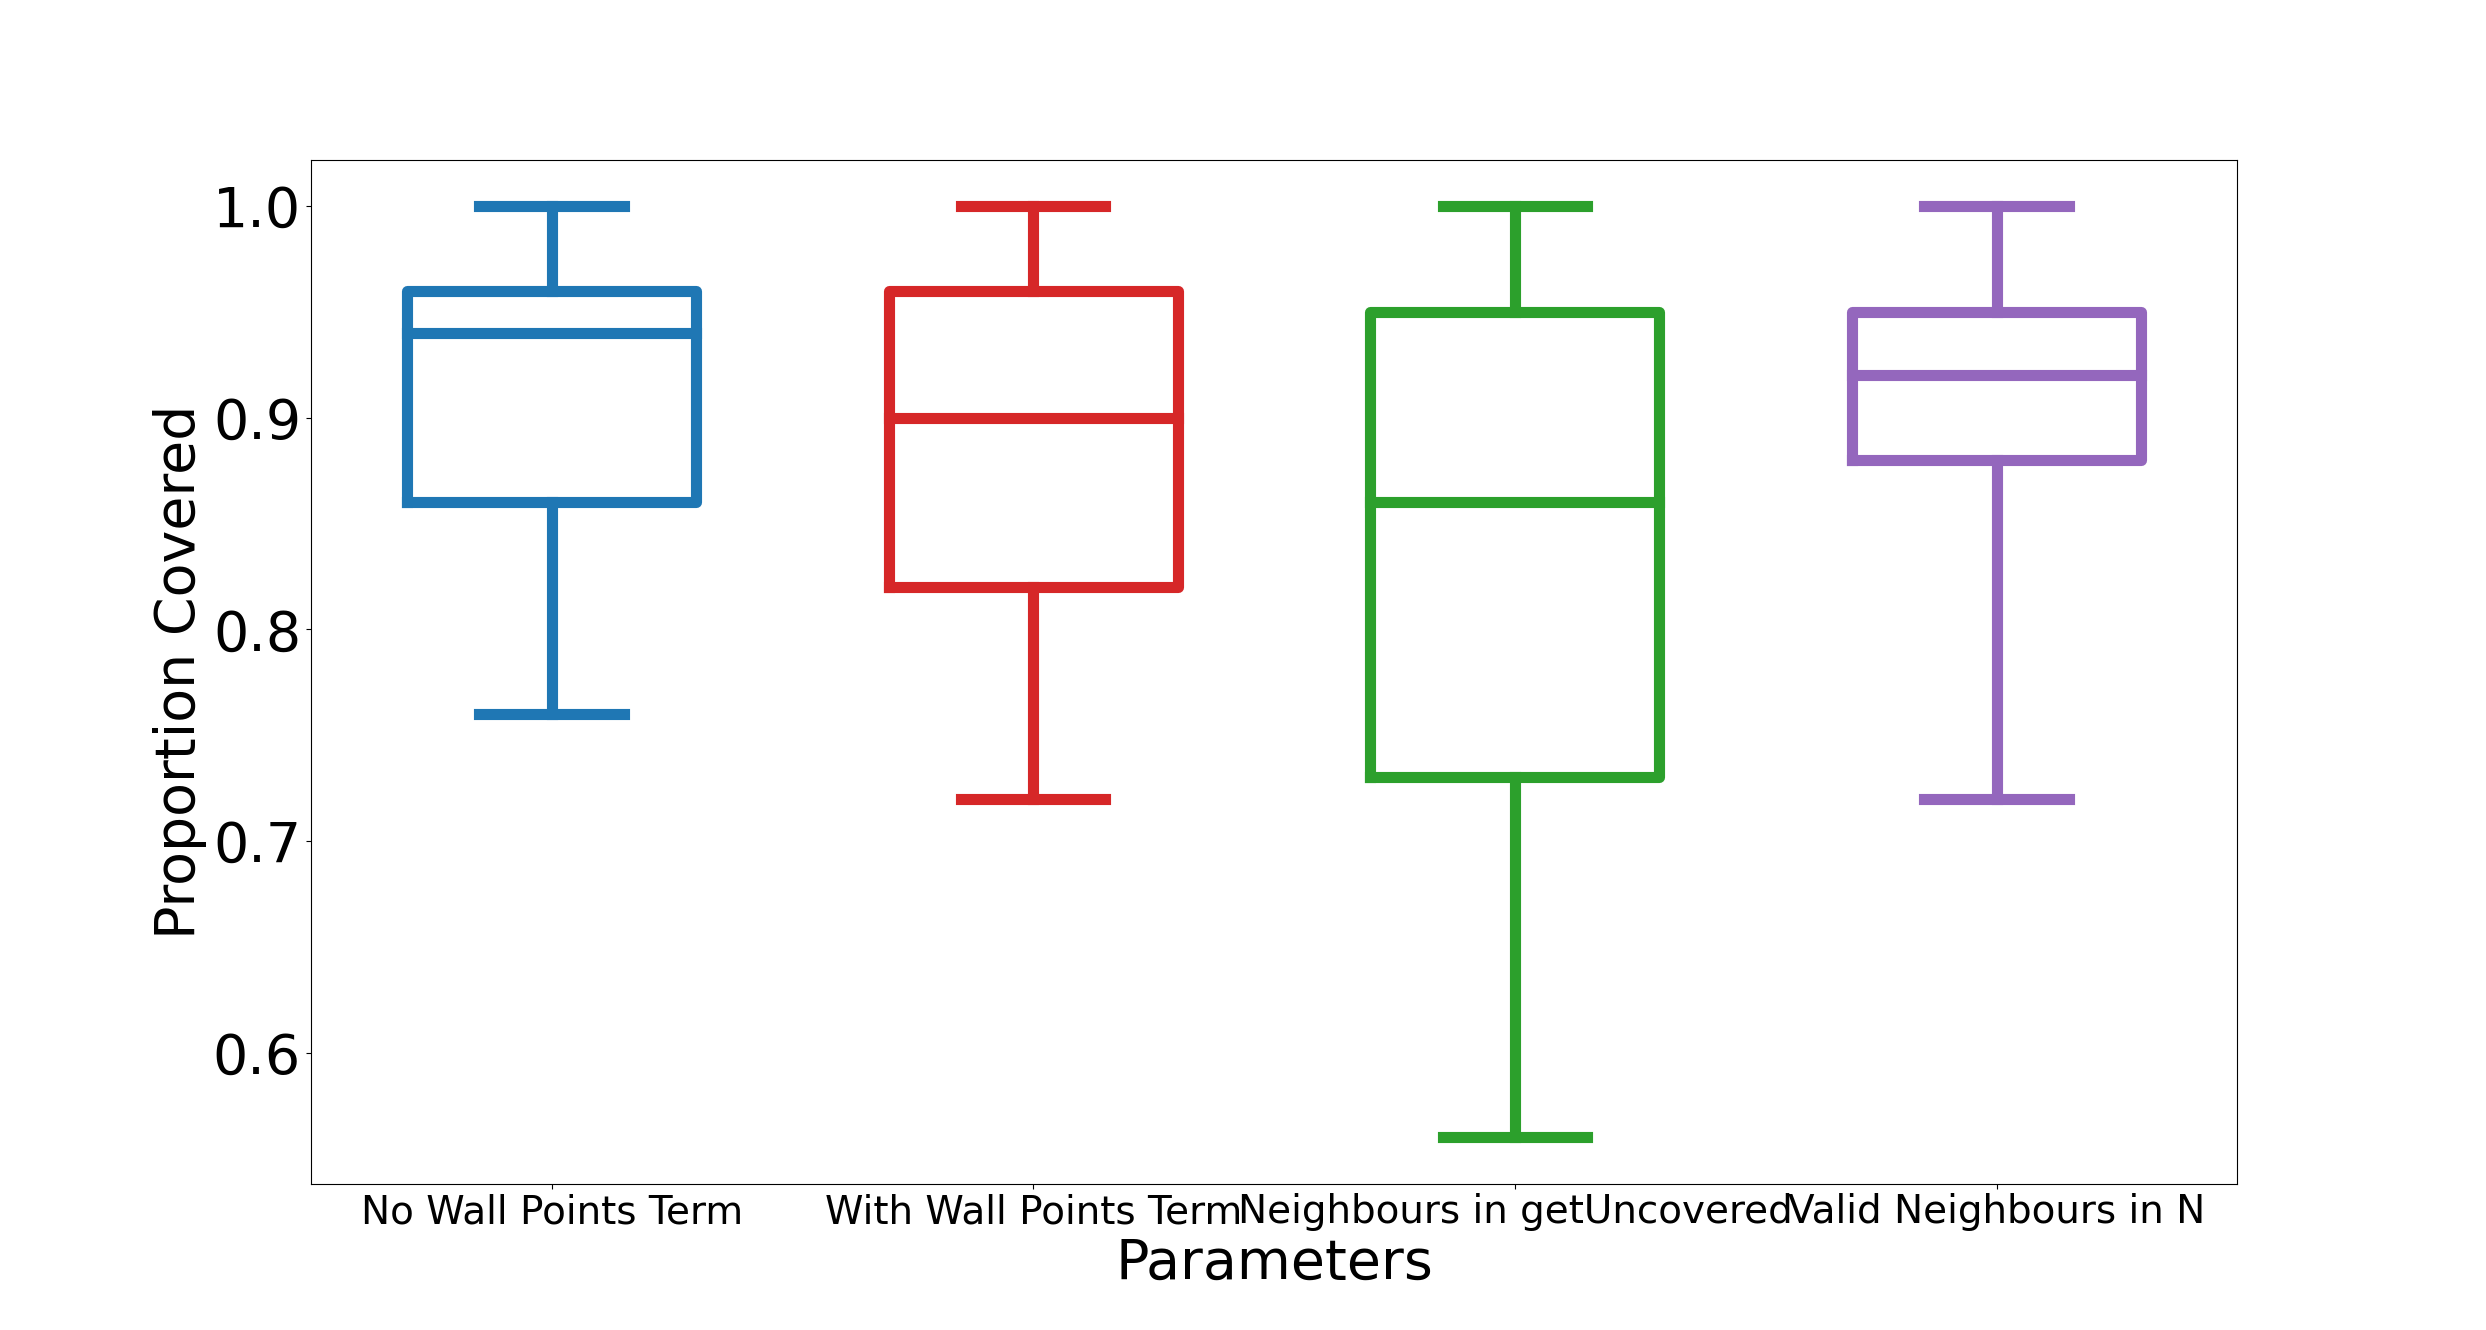 1.0
0.9
0.8
0.7
0.6
Proportion Covered
No Wall Points Term
With Wall Points Term
Neighbours in getUncovered
Valid Neighbours in N
Parameters